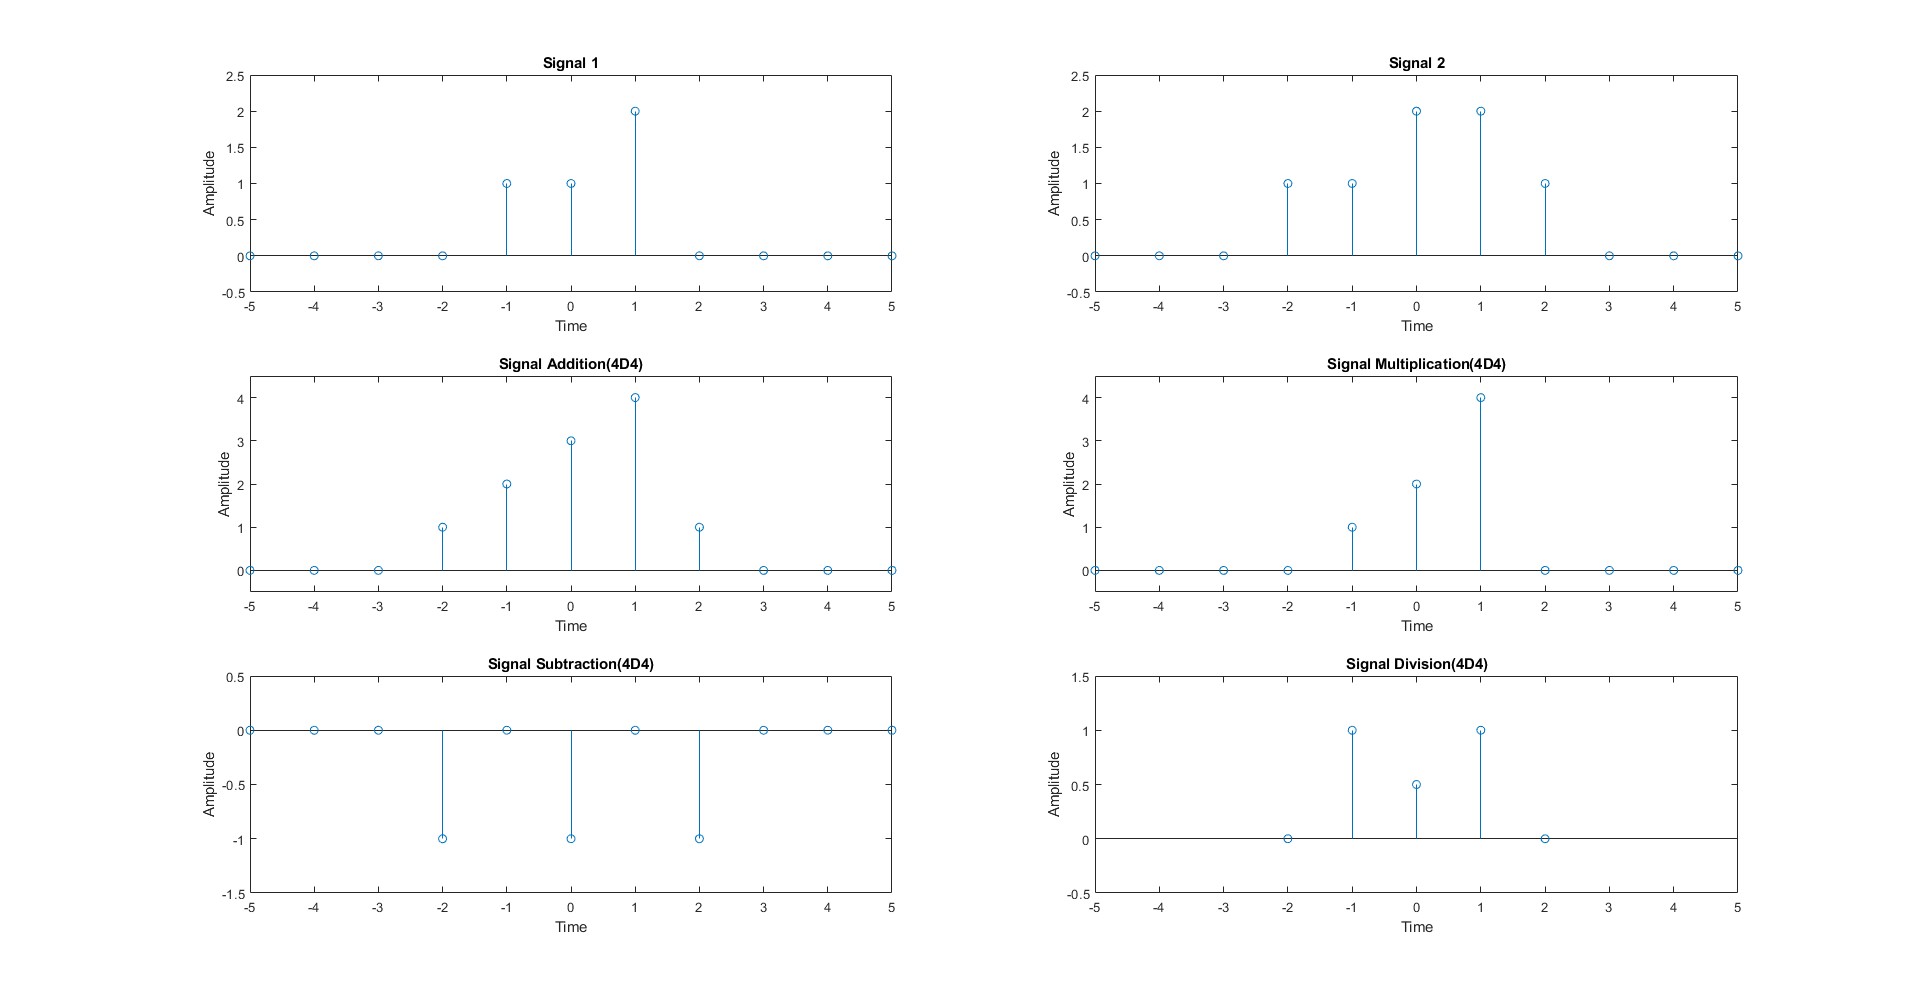 Signal 1
2.5
2
1.5
1
0.5
0
-0.5
-5 -4 -3 -2 -1 0 1 2 3 4 5
Time
Amplitude
Signal 2
2.5
2
1.5
1
0.5
0
-0.5
-5 -4 -3 -2 -1 0 1 2 3 4 5
Time
Amplitude
Signal Addition(4D4)
4
3
2
1
0
-5 -4 -3 -2 -1 0 1 2 3 4 5
Time
Amplitude
Signal Multiplication(4D4)
4
3
2
1
0
-5 -4 -3 -2 -1 0 1 2 3 4 5
Time
Amplitude
Signal Subtraction(4D4)
0.5
0
-0.5
-1
-1.5
-5 -4 -3 -2 -1 0 1 2 3 4 5
Time
Amplitude
Signal Division(4D4)
1.5
1
0.5
0
-0.5
-5 -4 -3 -2 -1 0 1 2 3 4 5
Time
Amplitude